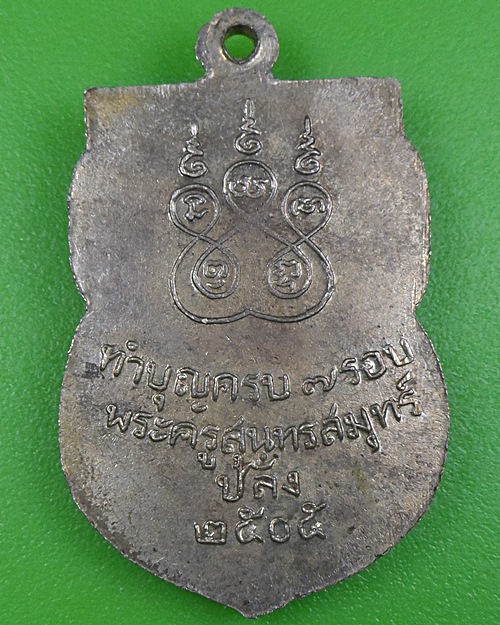 ทำบุญครบ ๗ รอบ
พระครูสุนทรสมุทร์
ปลั่ง
๒๕๐๕